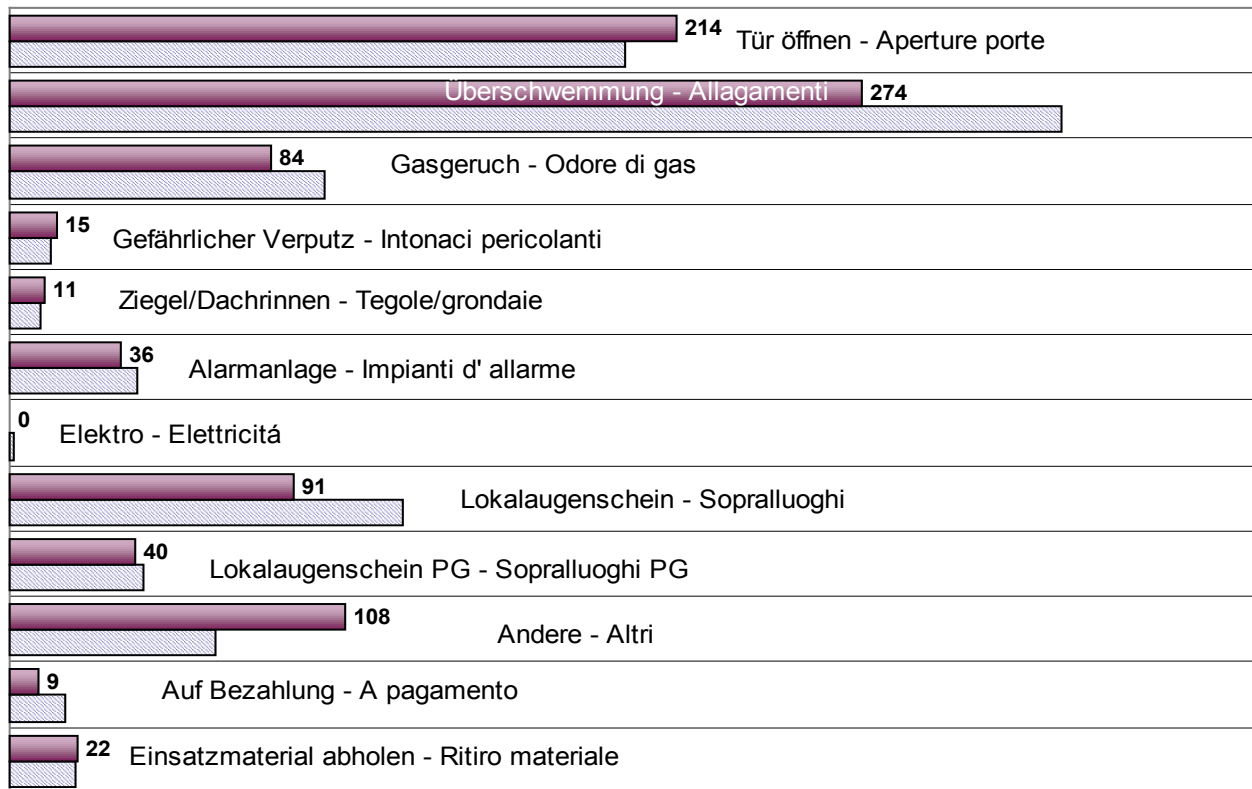 214 Tür öffnen - Aperture porte
Überschwemmung - Allagamenti 274
84 Gasgeruch - Odore di gas
15 Gefährlicher Verputz - Intonaci pericolanti
11 Ziegel/Dachrinnen - Tegole/grondaie
36 Alarmanlage - Impianti d' allarme
0 Elektro - Elettricitá
91 Lokalaugenschein - Sopralluoghi
40 Lokalaugenschein PG - Sopralluoghi PG
108 Andere - Altri
9 Auf Bezahlung - A pagamento
22 Einsatzmaterial abholen - Ritiro materiale